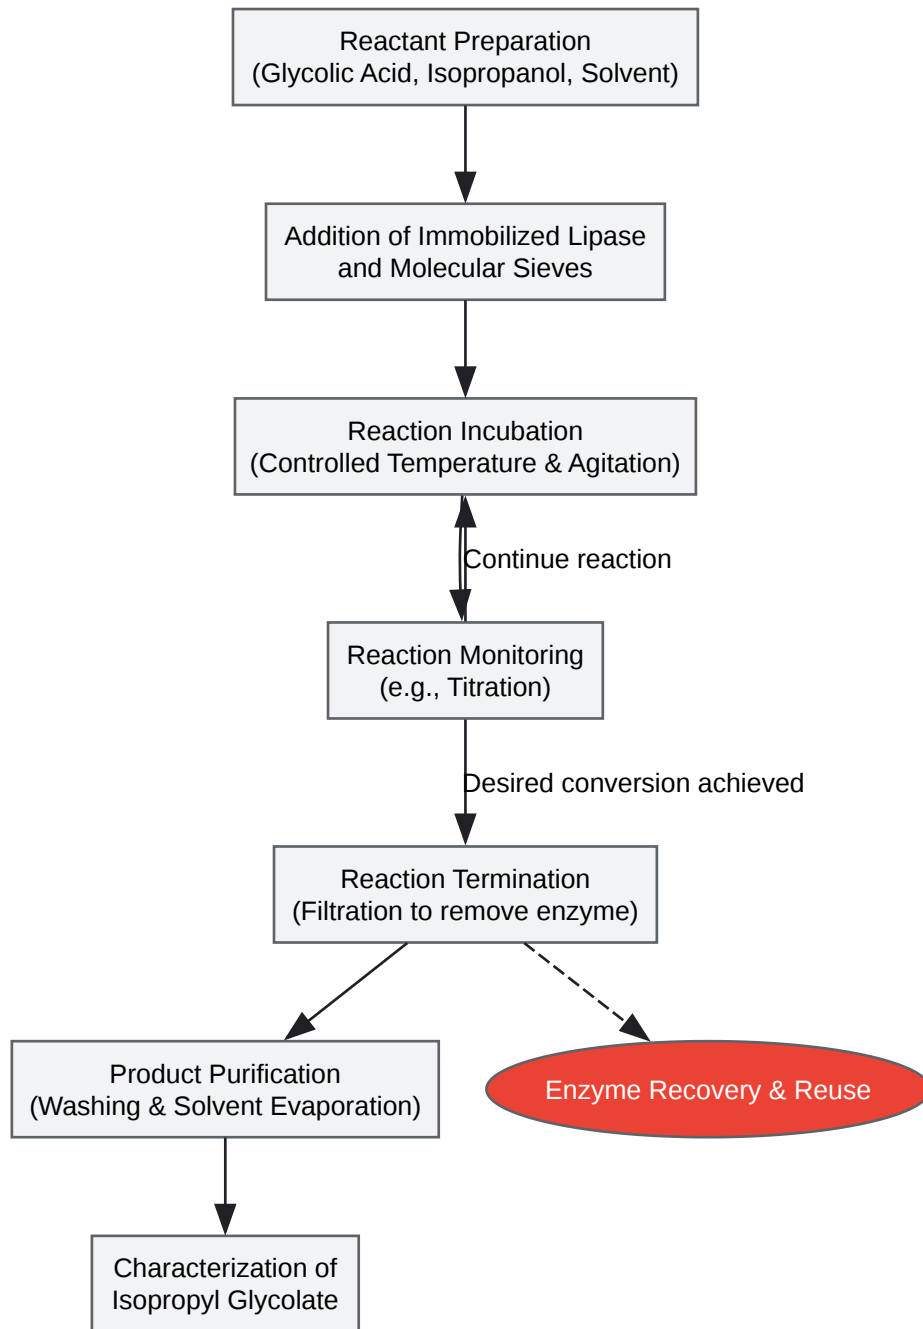 Reactant Preparation
(Glycolic Acid, Isopropanol, Solvent)
Addition of Immobilized Lipase
and Molecular Sieves
Reaction Incubation
(Controlled Temperature & Agitation)
Continue reaction
Reaction Monitoring
(e.g., Titration)
Desired conversion achieved
Reaction Termination
(Filtration to remove enzyme)
Product Purification
(Washing & Solvent Evaporation)
Enzyme Recovery & Reuse
Characterization of
Isopropyl Glycolate